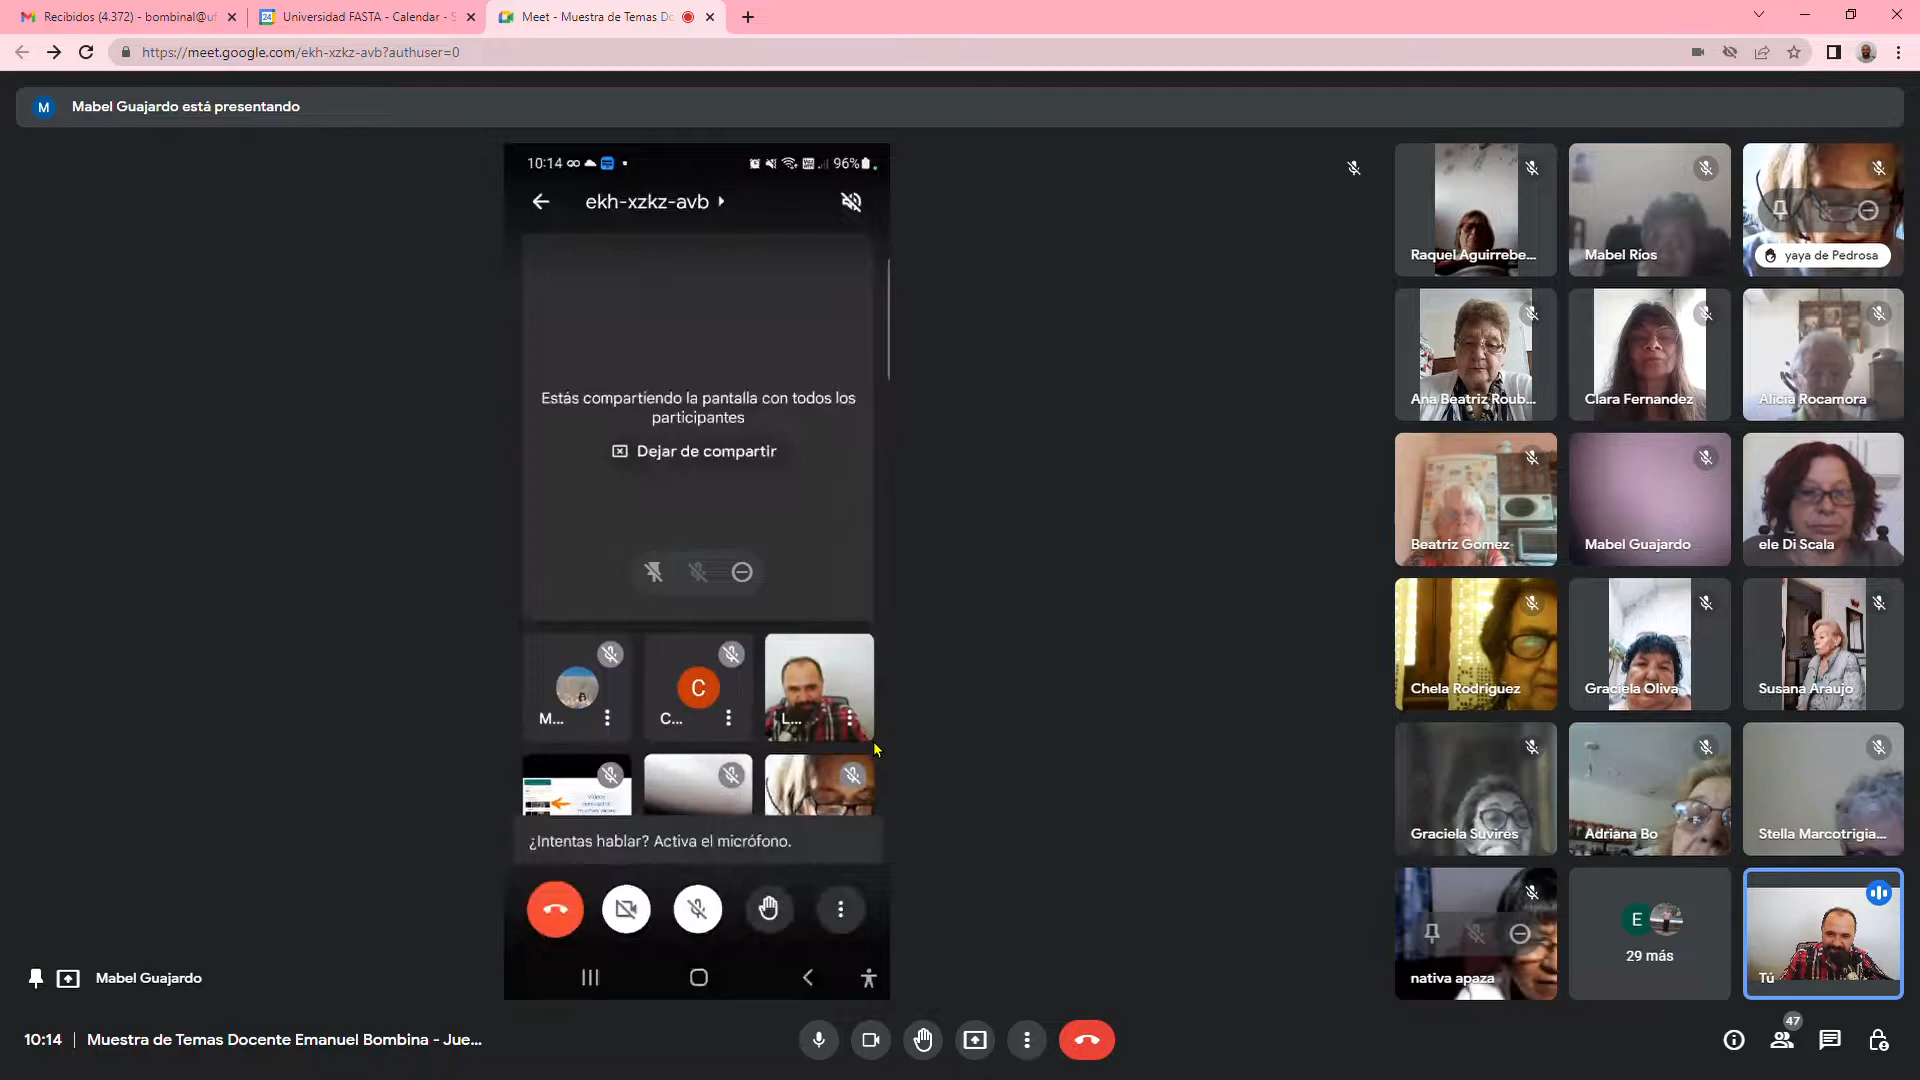 Recibidos (4.372) - bombinal@uf
Universidad FASTA - Calendar - S
Meet - Muestra de Temas Do
https://meet.google.com/ekh-xzkz-avb?authuser=0
M
Mabel Guajardo está presentando
10:14
96%
ekh-xzkz-avb
Estás compartiendo la pantalla con todos los
participantes
Dejar de compartir
M...
C
C...
L...
¿Intentas hablar? Activa el micrófono.
Raquel Aguirrebe...
Mabel Ríos
yaya de Pedrosa
Ana Beatriz Roub...
Clara Fernandez
Alicia Rocamora
Beatriz Gomez
Mabel Guajardo
ele Di Scala
Chela Rodriguez
Graciela Oliva
Susana Araujo
Graciela Suvires
Adriana Bo
Stella Marcotrigia...
nativa apaza
E
29 más
Tú
Mabel Guajardo
10:14
Muestra de Temas Docente Emanuel Bombina - Jue...
47